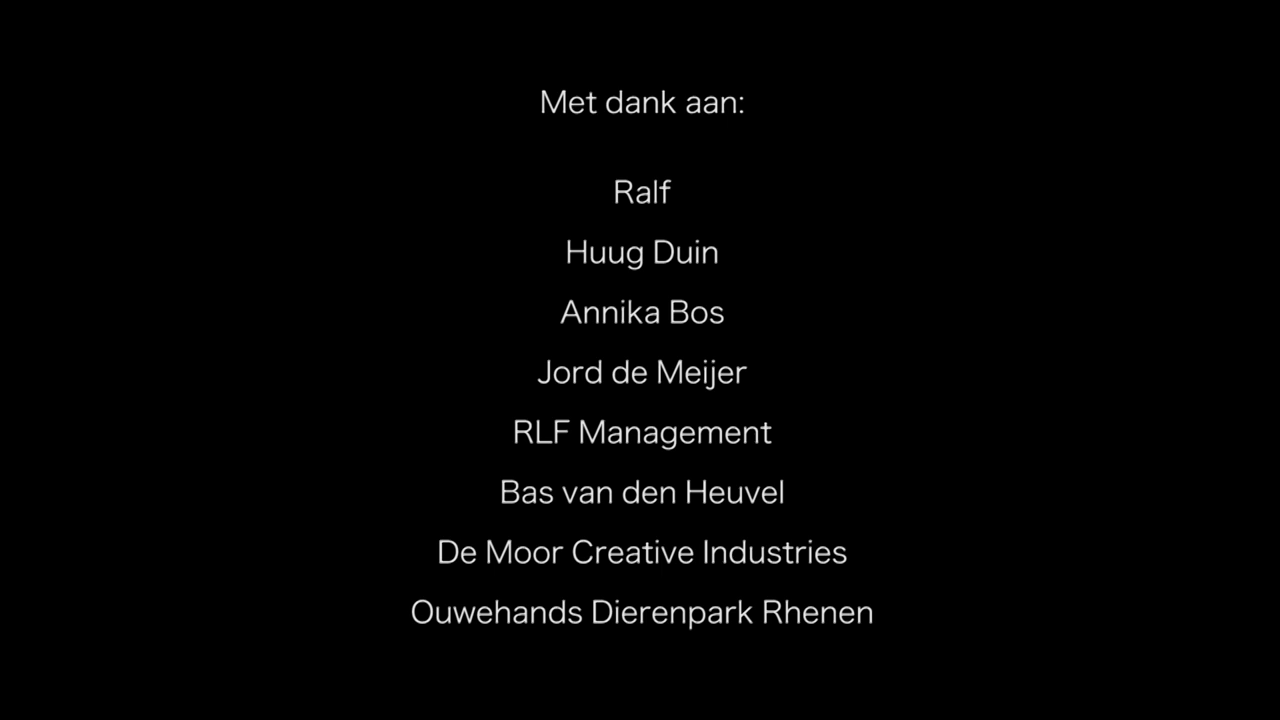 Met dank aan:
Ralf
Huug Duin
Annika Bos
Jord de Meijer
RLF Management
Bas van den Heuvel
De Moor Creative Industries
Ouwehands Dierenpark Rhenen